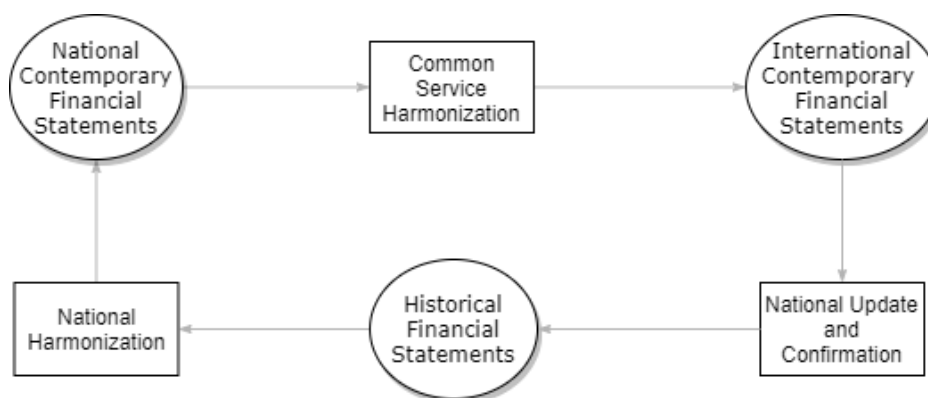 National
Contemporary
Financial
Statements
Common
Service
Harmonization
International
Contemporary
Financial
Statements
National
Harmonization
Historical
Financial
Statements
National Update
and
Confirmation